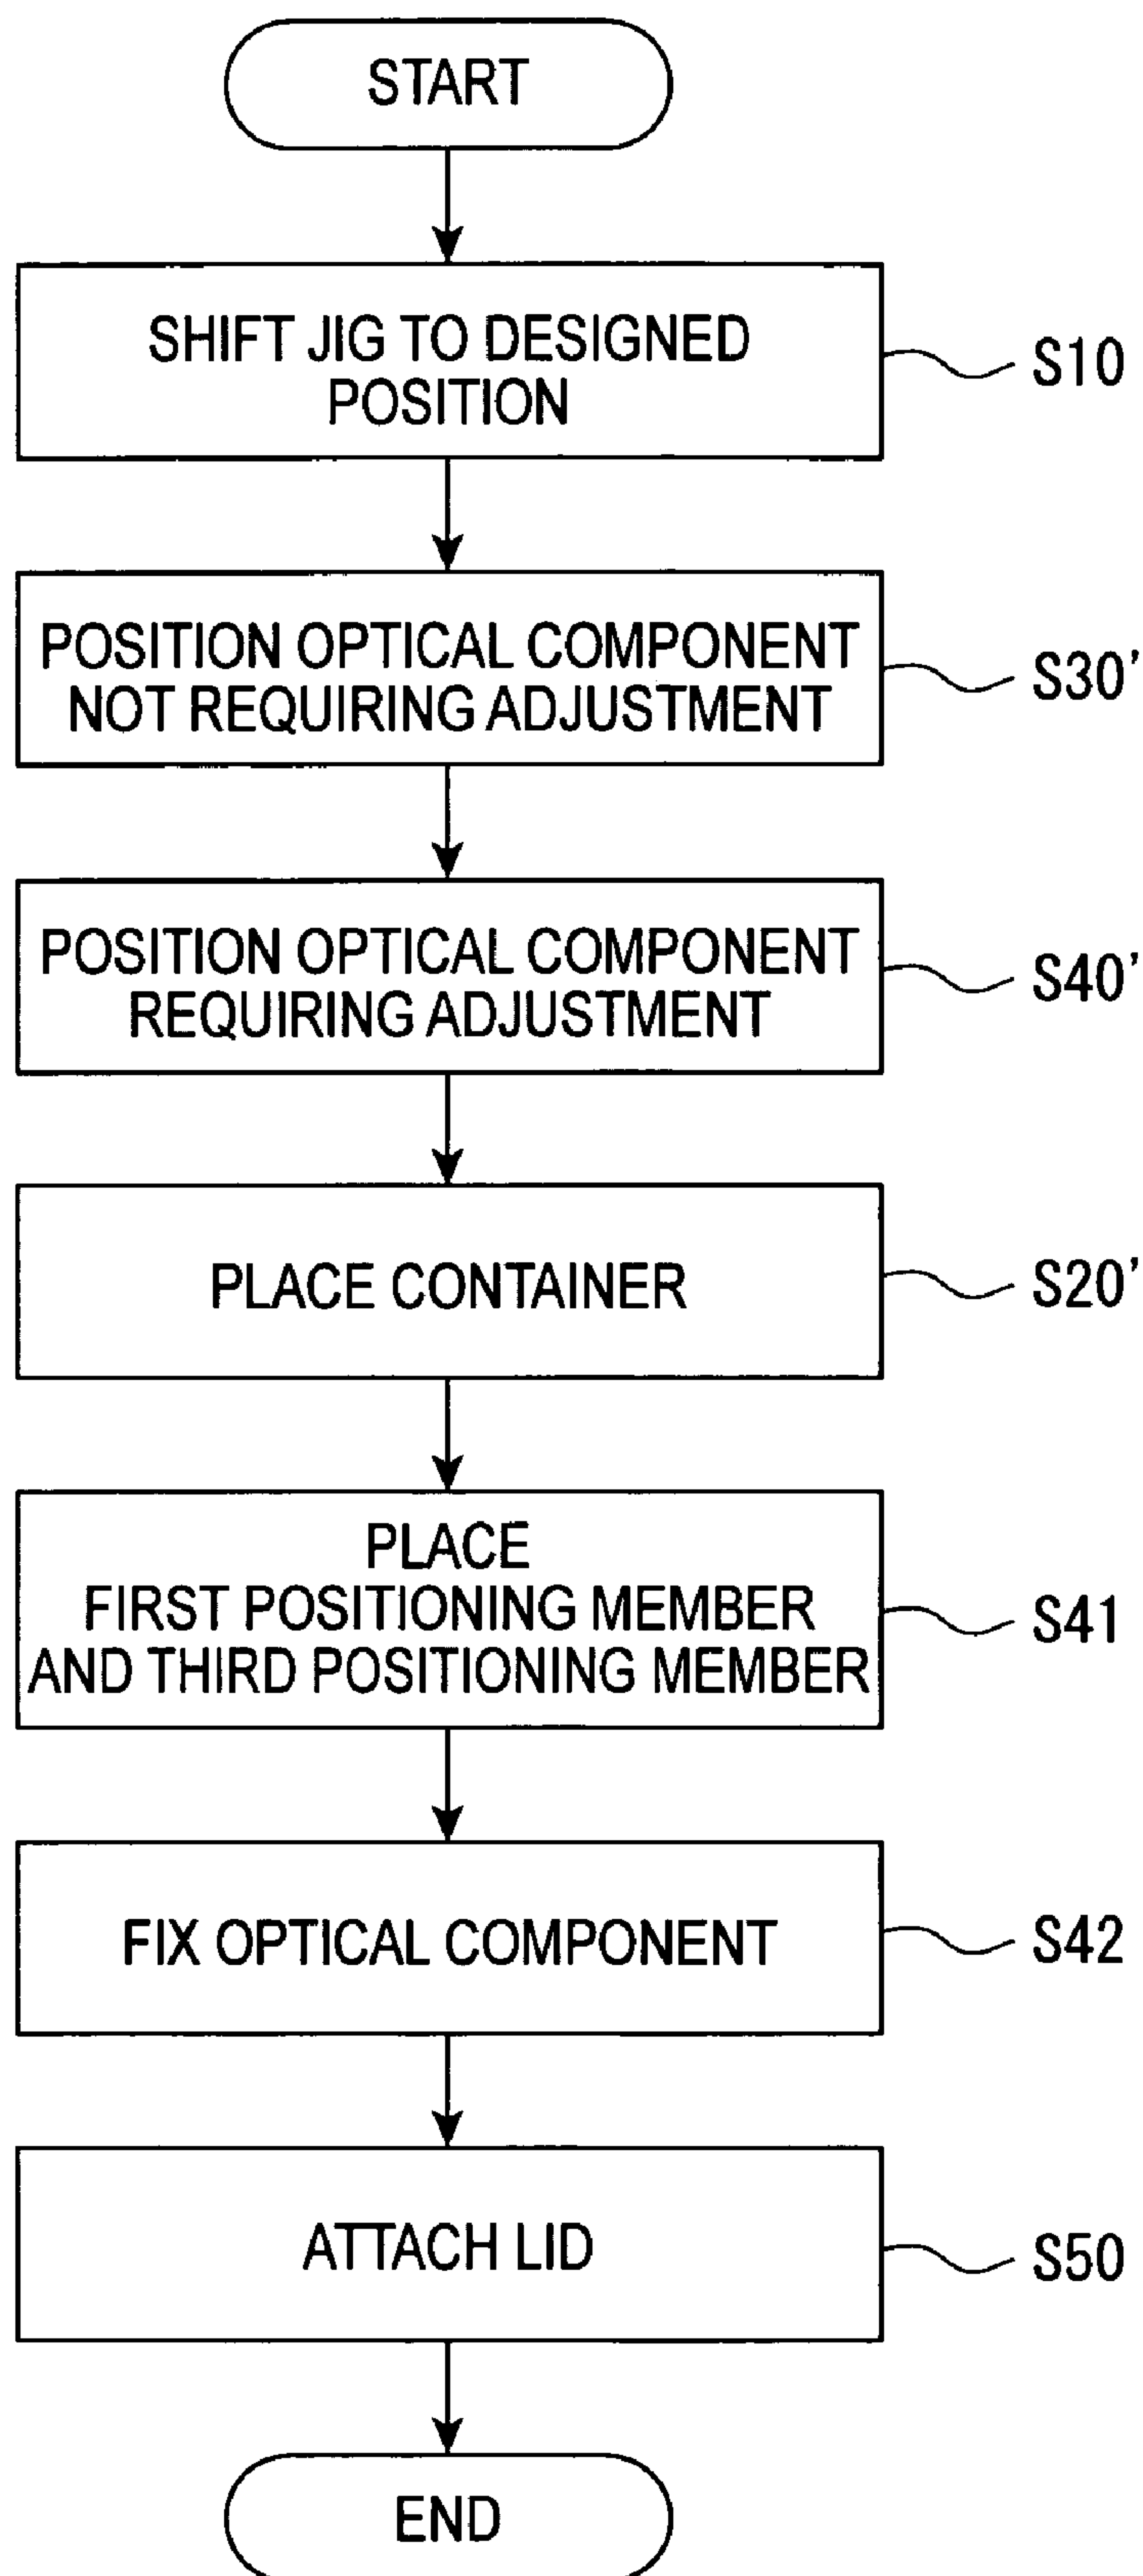 START
SHIFT JIG TO DESIGNED
POSITION
S10
POSITION OPTICAL COMPONENT
NOT REQUIRING ADJUSTMENT
S30'
POSITION OPTICAL COMPONENT
REQUIRING ADJUSTMENT
S40'
PLACE CONTAINER
S20'
PLACE
FIRST POSITIONING MEMBER
AND THIRD POSITIONING MEMBER
S41
FIX OPTICAL COMPONENT
S42
ATTACH LID
S50
END